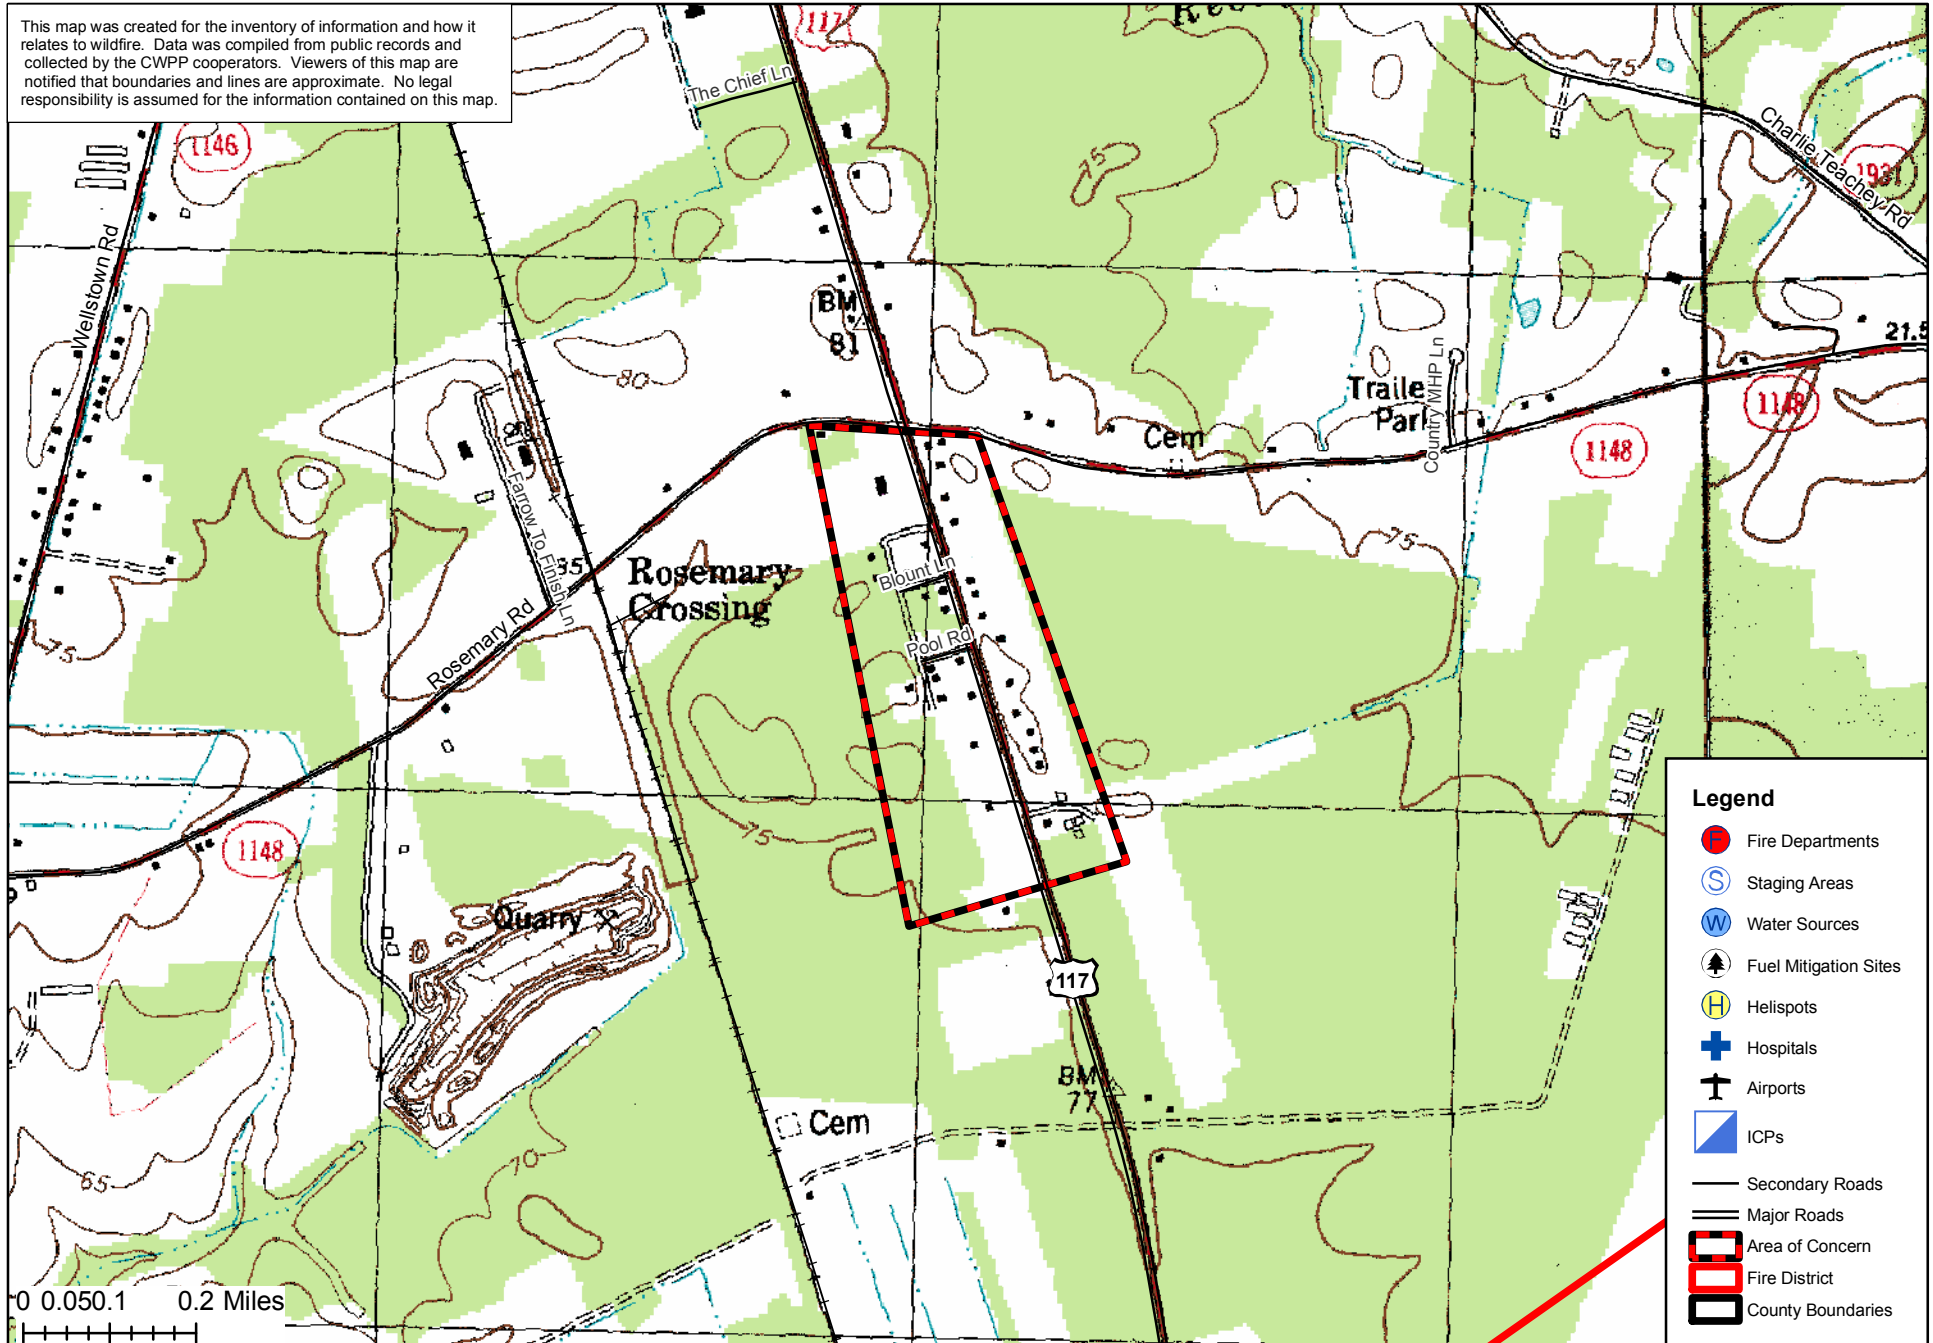 This map was created for the inventory of information and how it
relates to wildfire. Data was compiled from public records and
collected by the CWPP cooperators. Viewers of this map are
notified that boundaries and lines are approximate. No legal
responsibility is assumed for the information contained on this map.
117
The Chief Ln
75
Charlie Teachey Rd
1931
1146
75
Wellstown Rd
BM
81
80
21.5
Traile
Parl
Country MHP Ln
1148
Cem
1148
Farrow To Finish Ln
75
35
Rosemary
Crossing
Blount Ln
Pool Rd
Rosemary Rd
75
75
1148
Quarry
117
BM
77
Cem
70
65
0 0.050.1 0.2 Miles
Legend
F Fire Departments
S Staging Areas
W Water Sources
Fuel Mitigation Sites
H Helispots
Hospitals
Airports
ICPs
Secondary Roads
Major Roads
Area of Concern
Fire District
County Boundaries